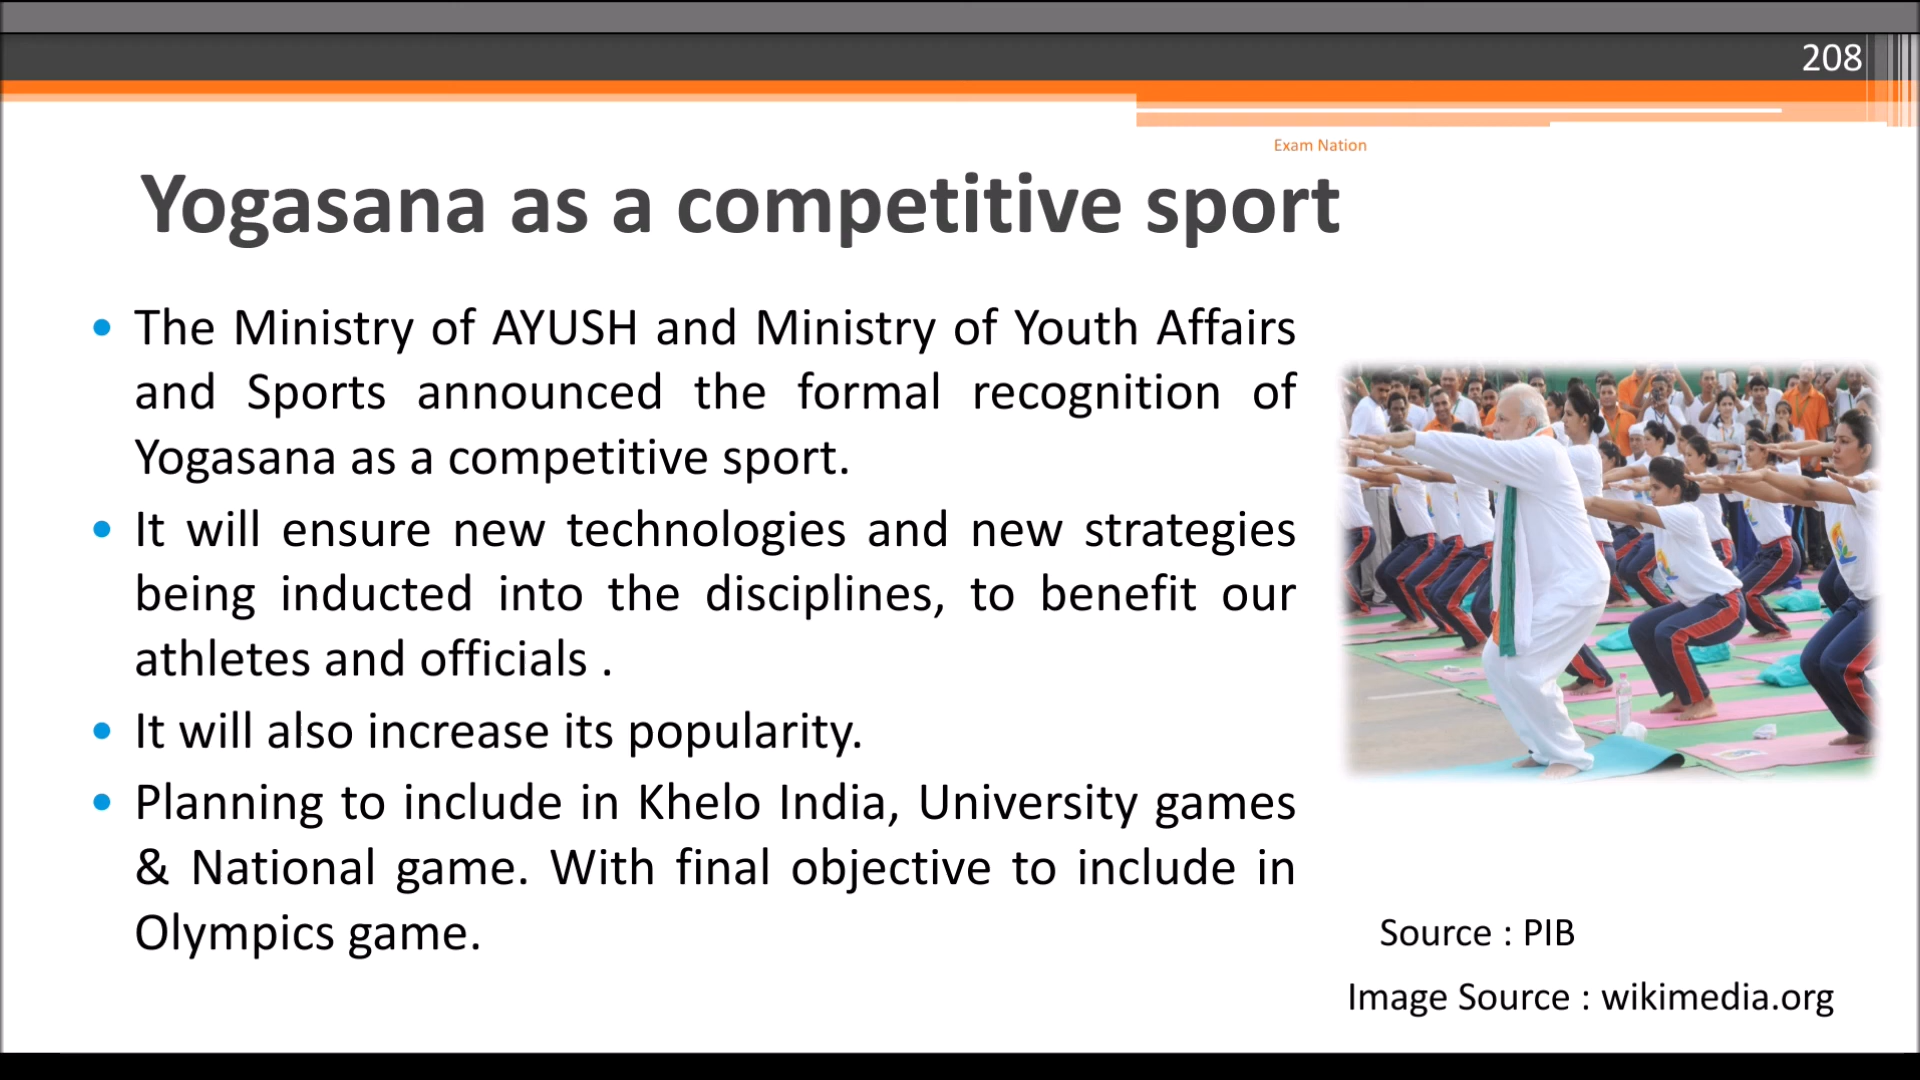 208
Exam Nation
Yogasana as a competitive sport
• The Ministry of AYUSH and Ministry of Youth Affairs
and Sports announced the formal recognition of
Yogasana as a competitive sport.
• It will ensure new technologies and new strategies
being inducted into the disciplines, to benefit our
athletes and officials .
• It will also increase its popularity.
• Planning to include in Khelo India, University games
& National game. With final objective to include in
Olympics game.
Source : PIB
Image Source : wikimedia.org